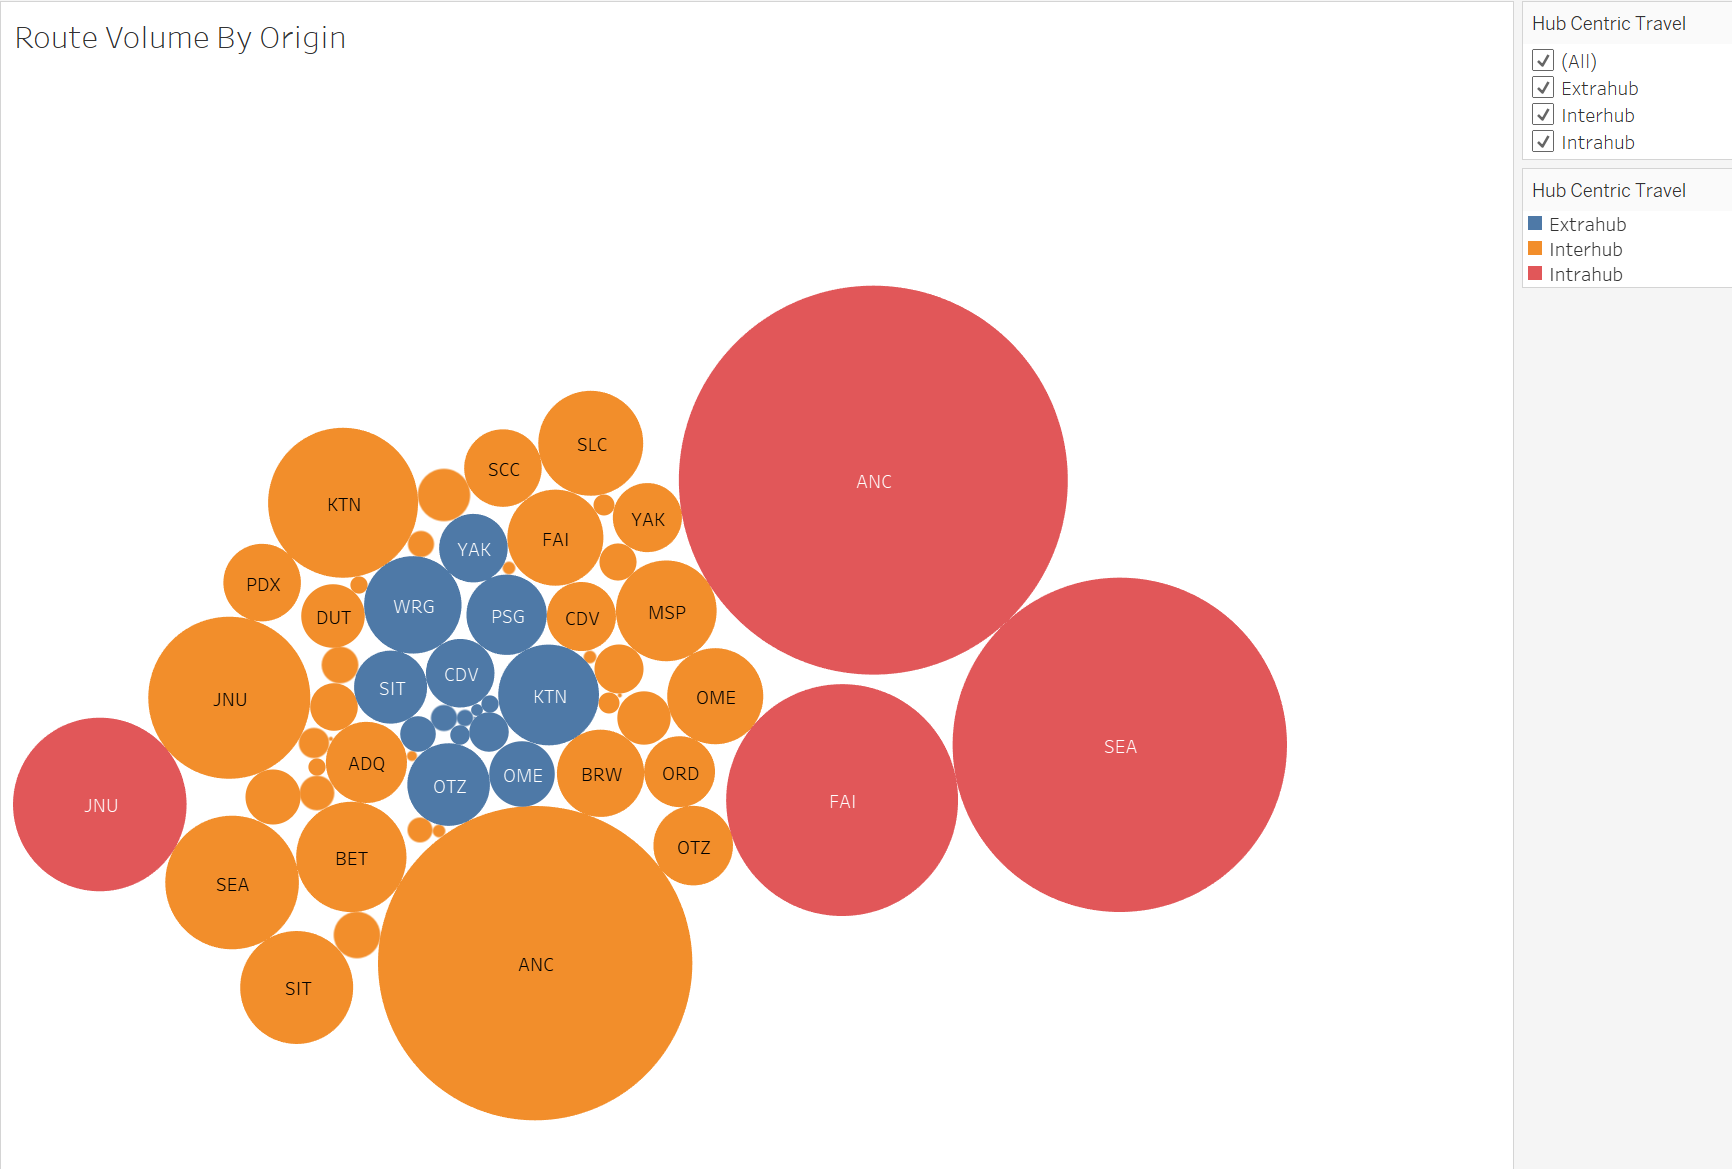 Route Volume By Origin
Hub Centric Travel
(All)
Extrahub
Interhub
Intrahub
Hub Centric Travel
Extrahub
Interhub
Intrahub
SLC
SCC
ANC
KTN
YAK
FAI
YAK
PDX
WRG
MSP
DUT
PSG
CDV
CDV
SIT
KTN
OME
JNU
SEA
ADQ
OME
BRW
ORD
OTZ
FAI
JNU
OTZ
BET
SEA
ANC
SIT